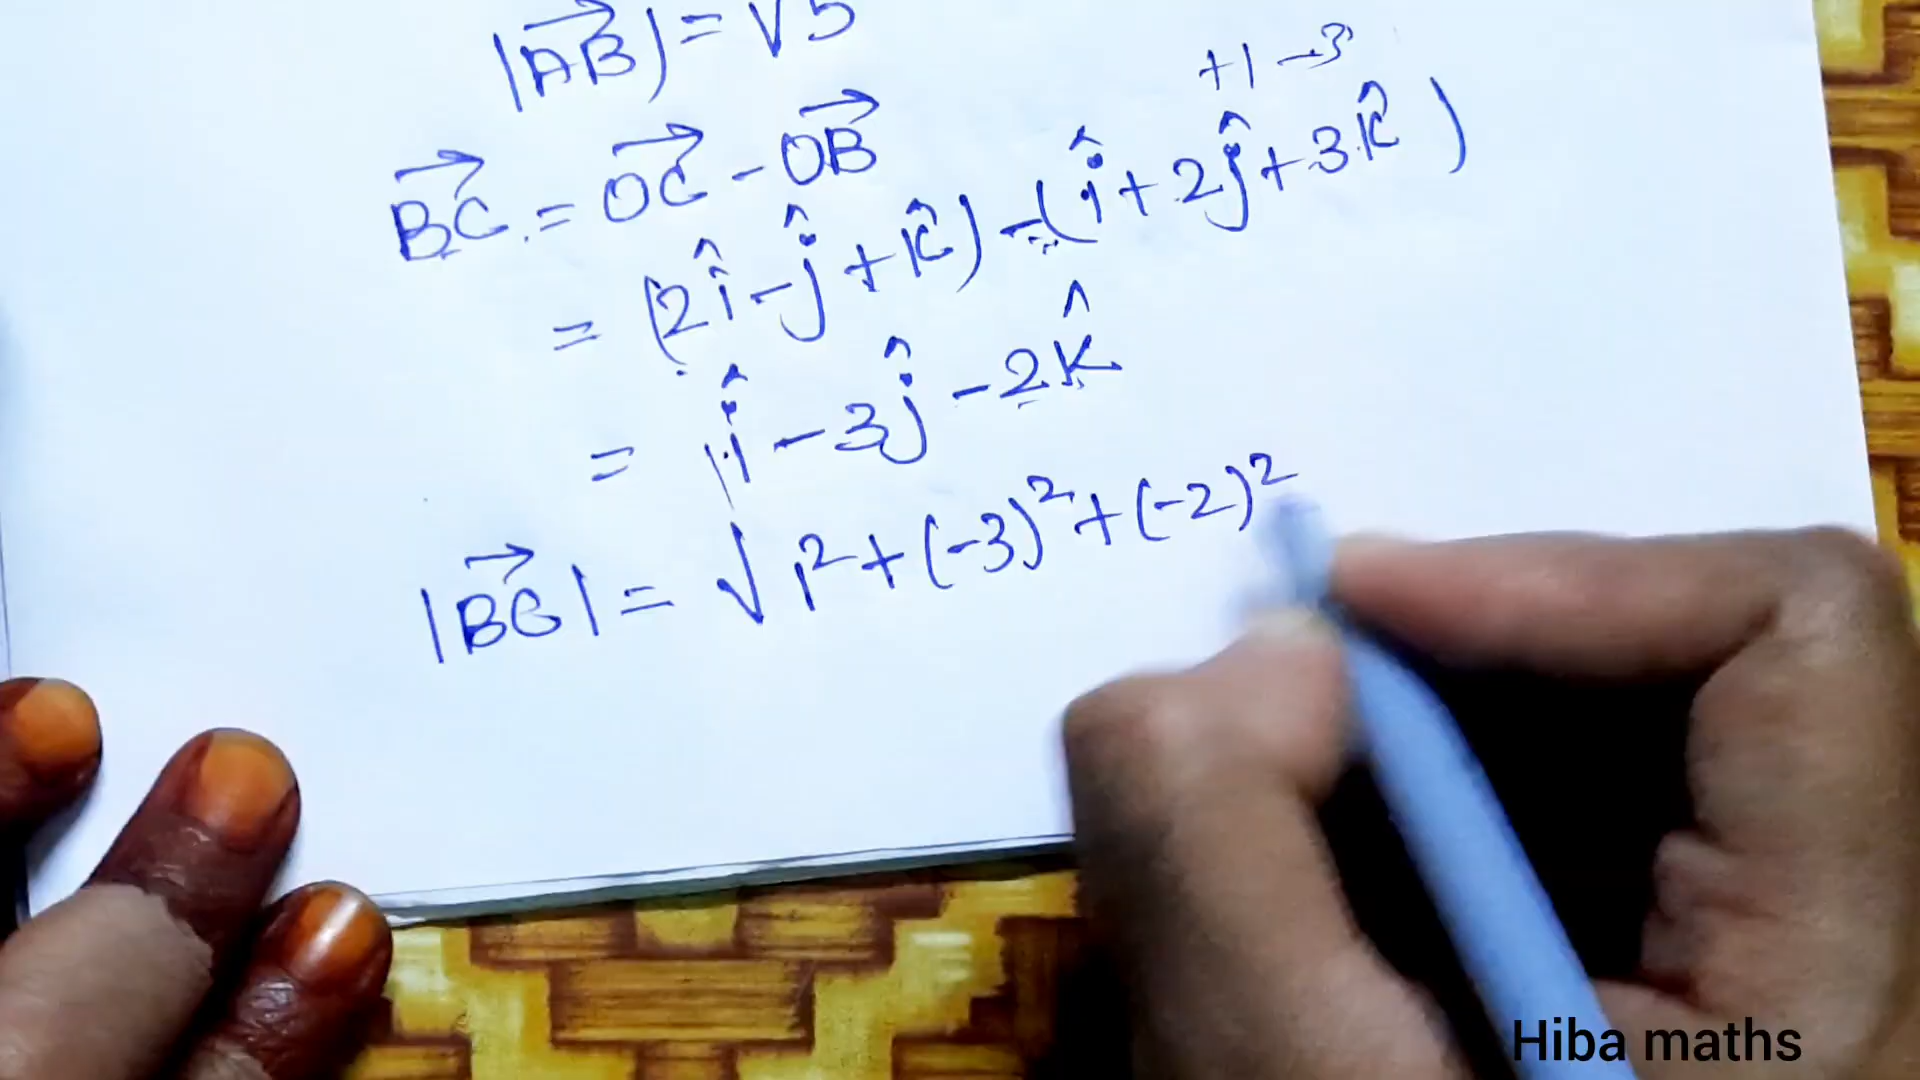 |AB⃗| = √5
BC⃗ = OC⃗ - OB⃗
+1 -3
= (2î - ĵ + k̂) - (î + 2ĵ + 3k̂)
= 1î - 3ĵ - 2k̂
|BC⃗| = √1² + (-3)² + (-2)²
Hiba maths